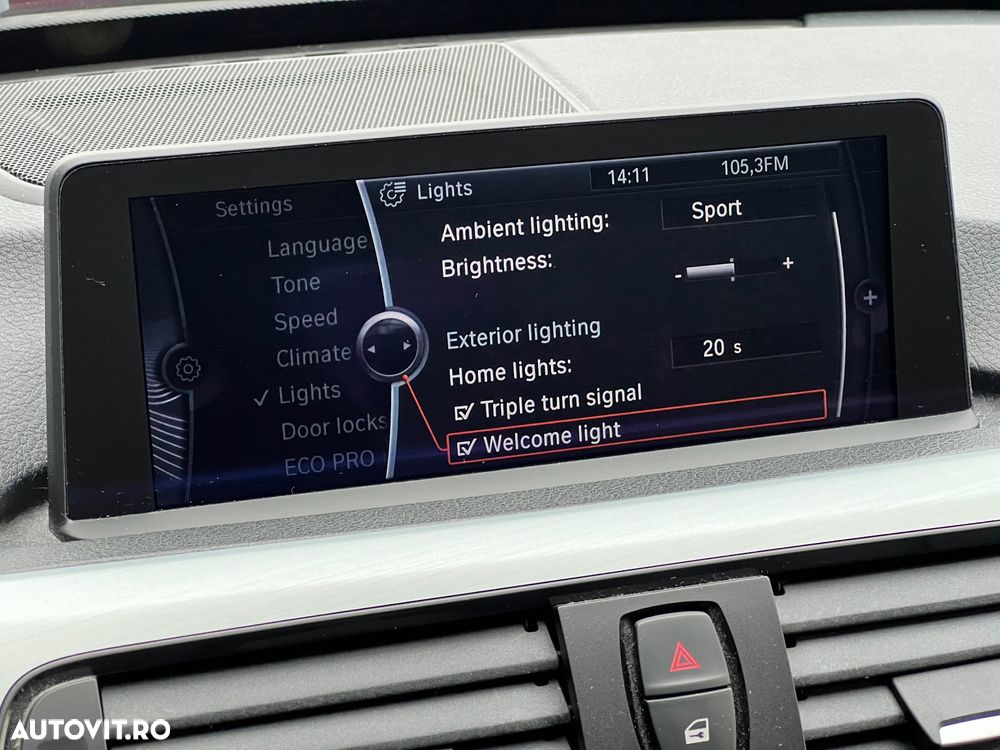 Settings
Language
Tone
Speed
Climate
✓ Lights
Door locks
ECO PRO
Lights
14:11
105,3FM
Ambient lighting: Sport
Brightness: - +
Exterior lighting
Home lights: 20 s
Triple turn signal
Welcome light
AUTOVIT.RO